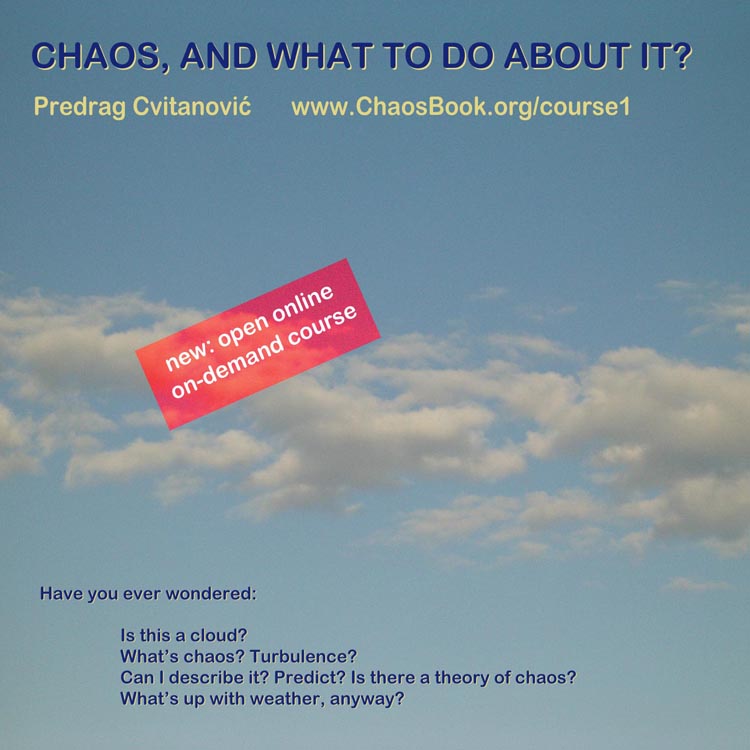 CHAOS, AND WHAT TO DO ABOUT IT?
Predrag Cvitanović www.ChaosBook.org/course1
new: open online
on-demand course
Have you ever wondered:
Is this a cloud?
What's chaos? Turbulence?
Can I describe it? Predict? Is there a theory of chaos?
What's up with weather, anyway?